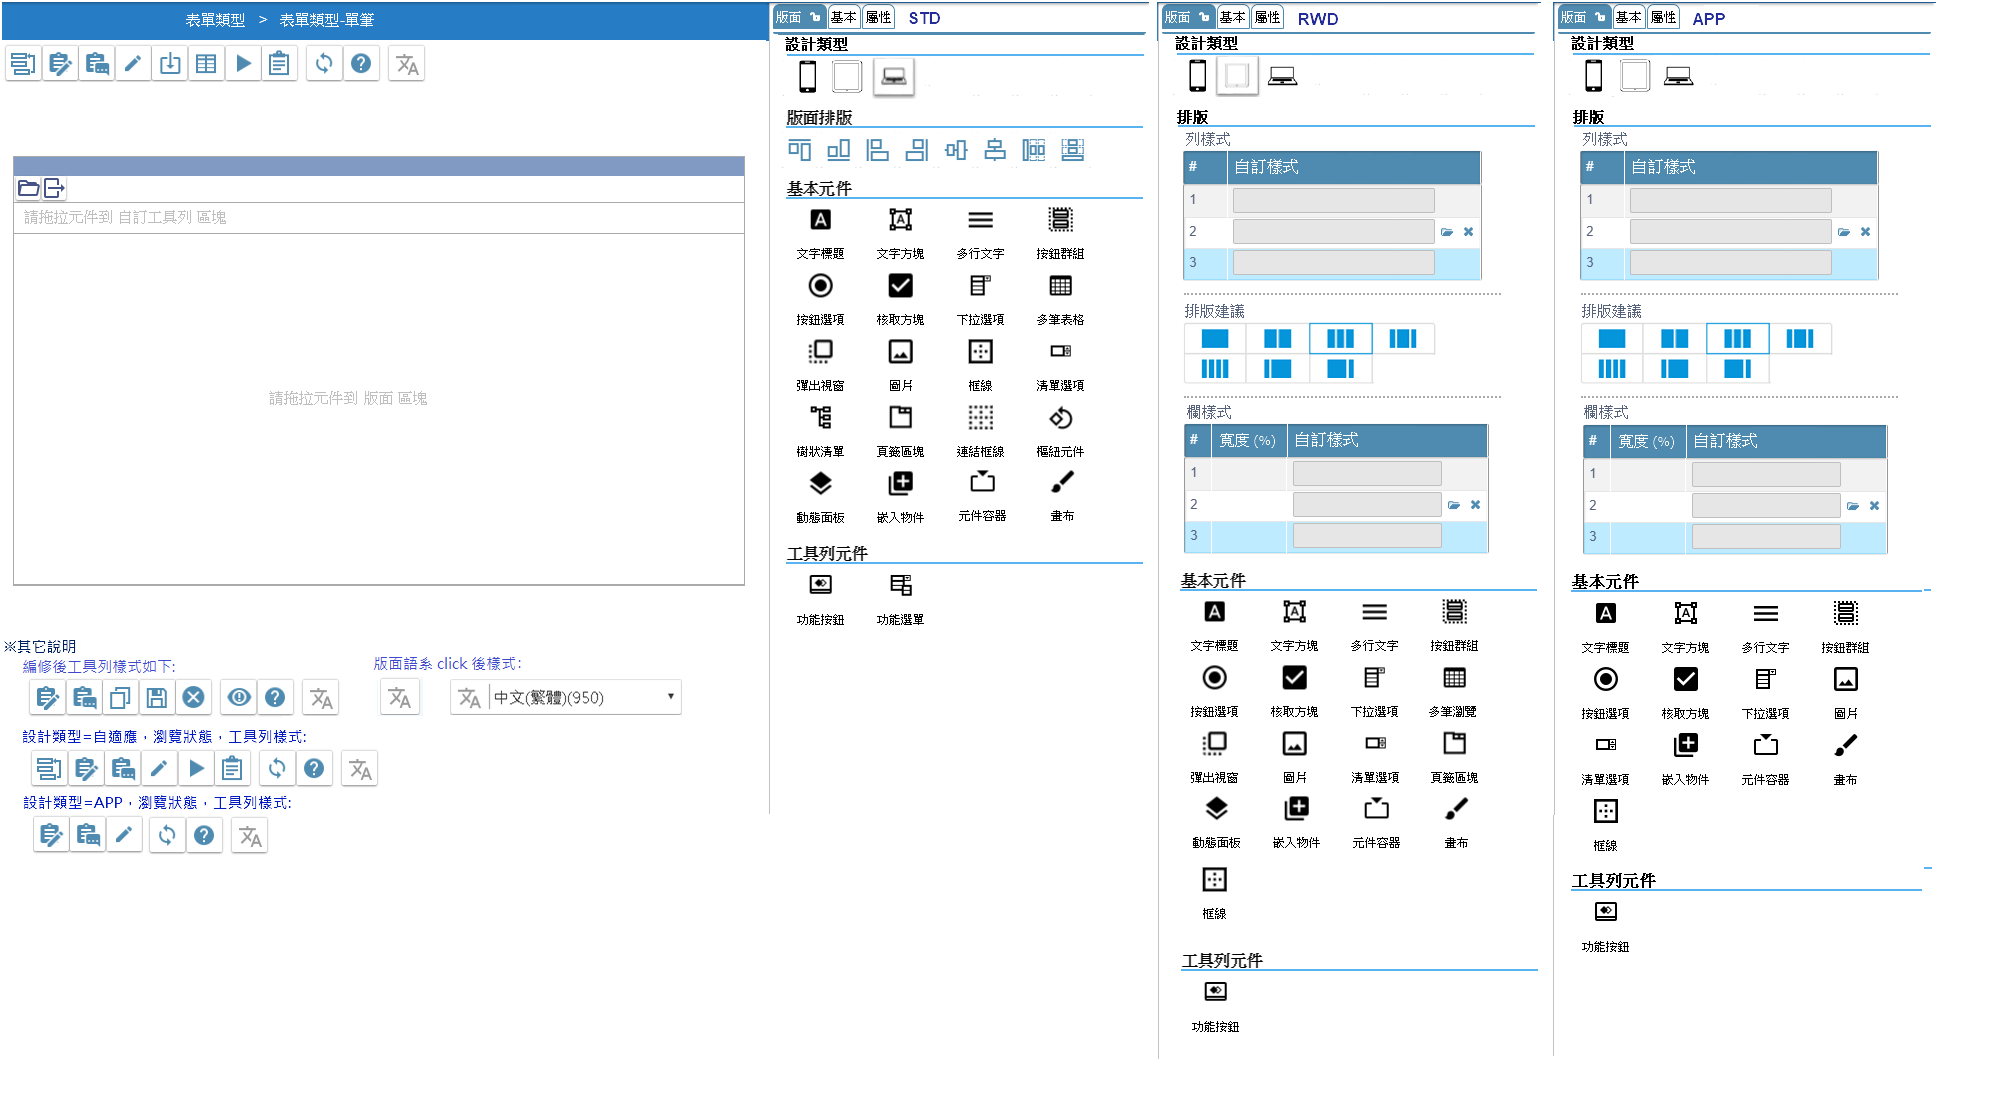 表單類型 > 表單類型-單筆
請拖拉元件到 自訂工具列 區塊
請拖拉元件到 版面 區塊
※其它說明
編修後工具列樣式如下:
版面語系 click 後樣式:
中文(繁體)(950)
設計類型=自適應，瀏覽狀態，工具列樣式:
設計類型=APP，瀏覽狀態，工具列樣式:
版面 基本 屬性 STD
設計類型
版面排版
基本元件
文字標題 文字方塊 多行文字 按鈕群組
按鈕選項 核取方塊 下拉選項 多筆表格
彈出視窗 圖片 框線 清單選項
樹狀清單 頁籤區塊 連結框線 樞紐元件
動態面板 嵌入物件 元件容器 畫布
工具列元件
功能按鈕 功能選單
版面 基本 屬性 RWD
設計類型
排版
列樣式
# 自訂樣式
1
2
3
排版建議
欄樣式
# 寬度 (%) 自訂樣式
1
2
3
基本元件
文字標題 文字方塊 多行文字 按鈕群組
按鈕選項 核取方塊 下拉選項 多筆瀏覽
彈出視窗 圖片 清單選項 頁籤區塊
動態面板 嵌入物件 元件容器 畫布
框線
工具列元件
功能按鈕
版面 基本 屬性 APP
設計類型
排版
列樣式
# 自訂樣式
1
2
3
排版建議
欄樣式
# 寬度 (%) 自訂樣式
1
2
3
基本元件
文字標題 文字方塊 多行文字 按鈕群組
按鈕選項 核取方塊 下拉選項 圖片
清單選項 嵌入物件 元件容器 畫布
框線
工具列元件
功能按鈕